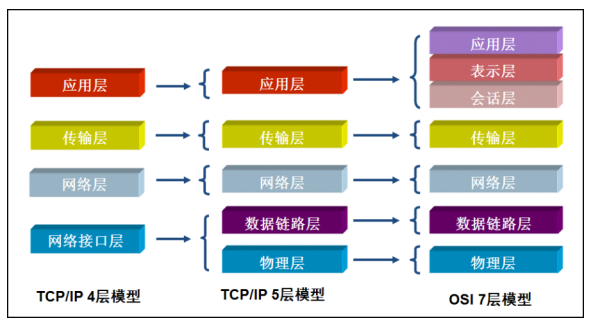 应用层
传输层
网络层
网络接口层
TCP/IP 4层模型
应用层
传输层
网络层
数据链路层
物理层
TCP/IP 5层模型
应用层
表示层
会话层
传输层
网络层
数据链路层
物理层
OSI 7层模型